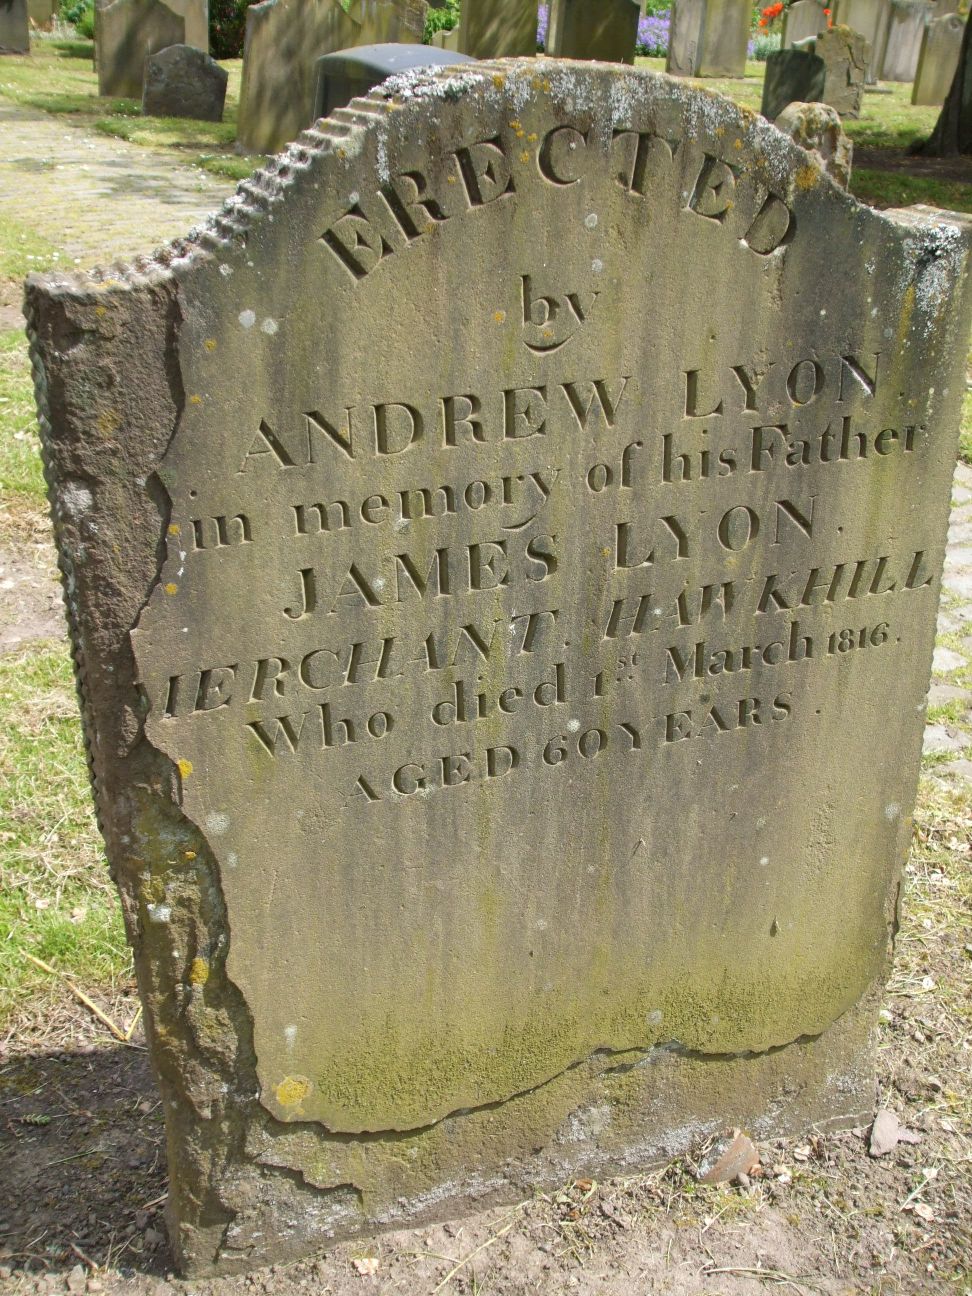 ERECTED
by
ANDREW LYON
in memory of his Father
JAMES LYON.
MERCHANT. HAWKHILL
Who died 1st. March 1816.
AGED 60 YEARS.